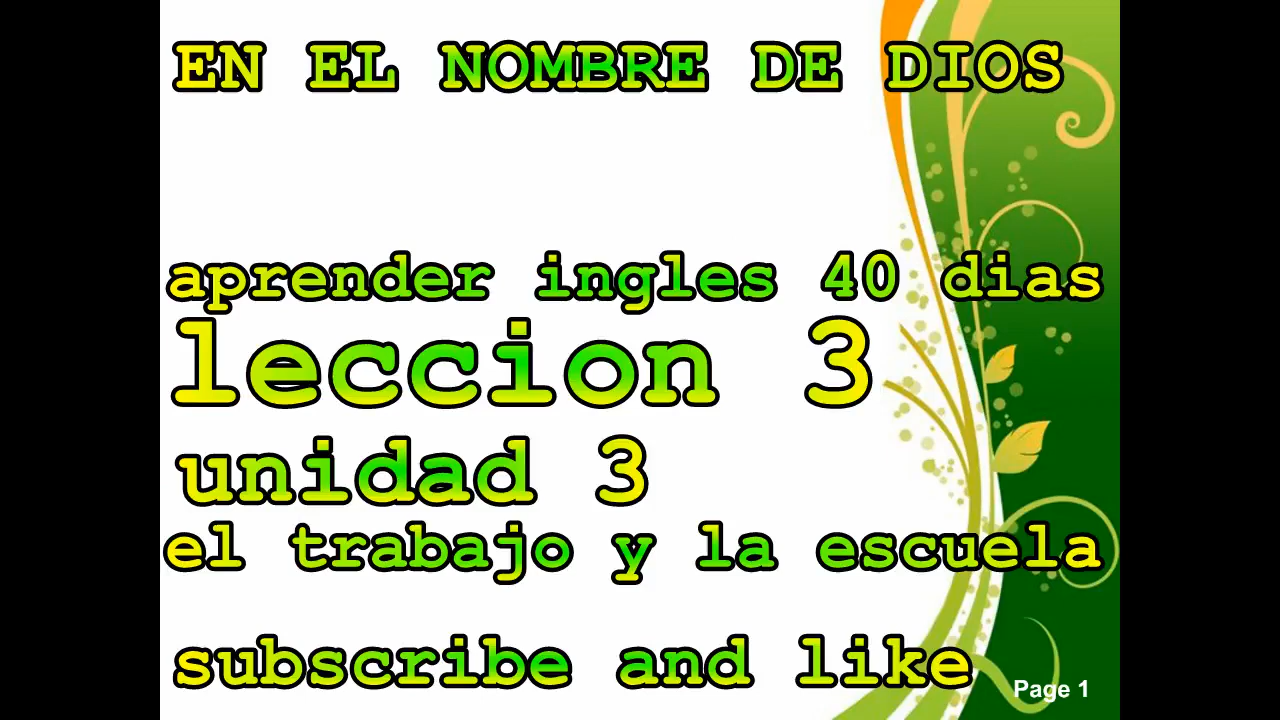 EN EL NOMBRE DE DIOS
aprender ingles 40 dias
leccion 3
unidad 3
el trabajo y la escuela
subscribe and like
Page 1